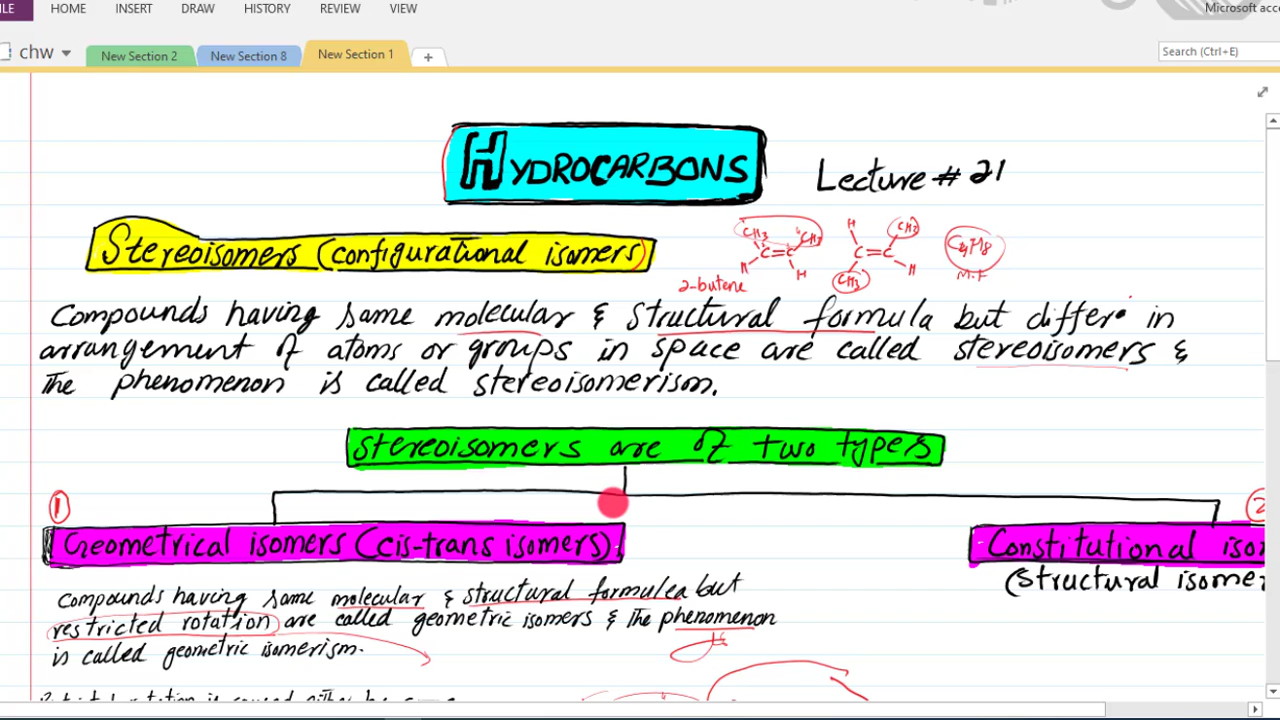 HOME INSERT DRAW HISTORY REVIEW VIEW
Microsoft acc
chw New Section 2 New Section 8 New Section 1 +
Search (Ctrl+E)
HYDROCARBONS
Lecture # 21
Stereoisomers (configurational isomers)
CH3 CH3 C=C H H
H CH3 C=C CH3 H
C4H8
M.F
2-butene
Compounds having same molecular & structural formula but differ in
arrangement of atoms or groups in space are called stereoisomers &
The phenomenon is called stereoisomerism.
Stereoisomers are of two types
1
2
Geometrical isomers (cis-trans isomers)
Constitutional iso
(structural isomer
Compounds having same molecular & structural formulea but
restricted rotation are called geometric isomers & the phenomenon
is called geometric isomerism.